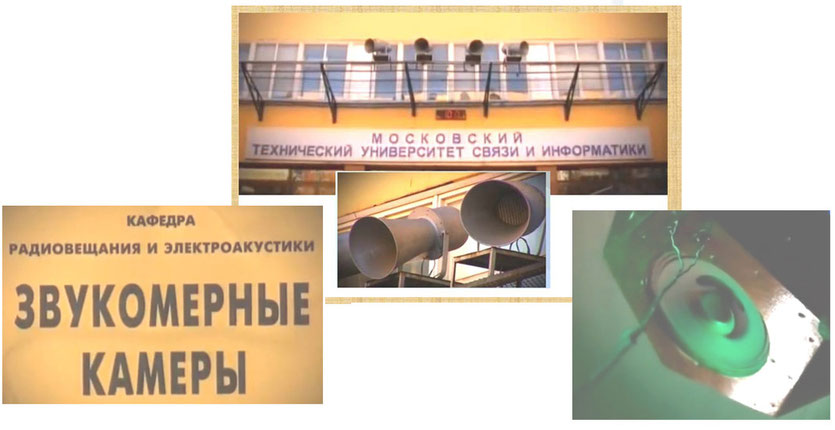 МОСКОВСКИЙ
ТЕХНИЧЕСКИЙ УНИВЕРСИТЕТ СВЯЗИ И ИНФОРМАТИКИ
КАФЕДРА
РАДИОВЕЩАНИЯ И ЭЛЕКТРОАКУСТИКИ
ЗВУКОМЕРНЫЕ
КАМЕРЫ